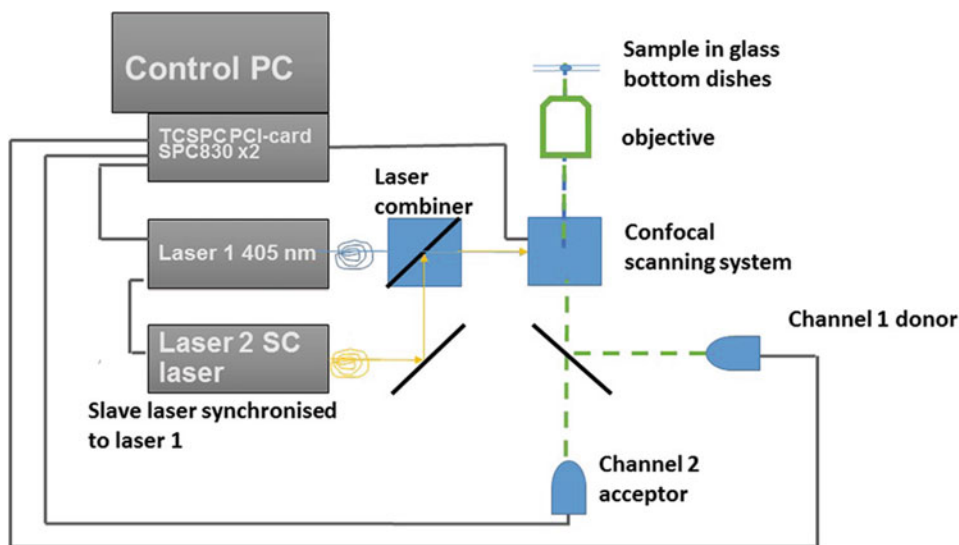 Control PC
TCSPC PCI-card
SPC830 x2
Laser 1 405 nm
Laser 2 SC
laser
Slave laser synchronised
to laser 1
Laser
combiner
Sample in glass
bottom dishes
objective
Confocal
scanning system
Channel 1 donor
Channel 2
acceptor